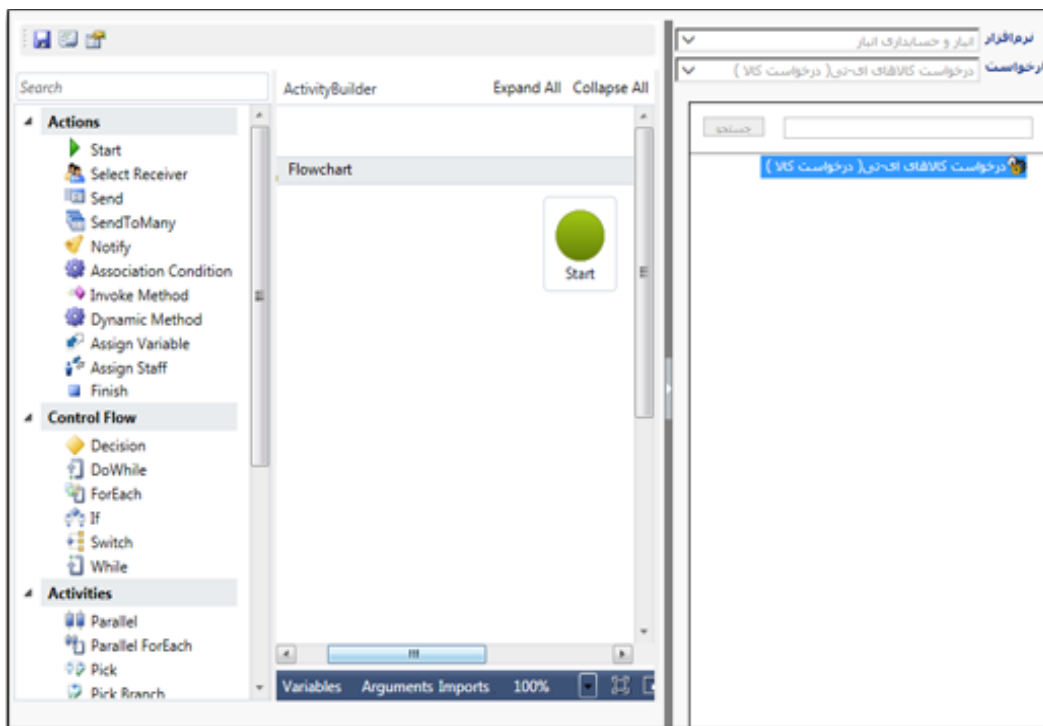 نرم‌افزار
انبار و حسابداری انبار
درخواست کالاهای ای-تی( درخواست کالا )
جستجو
درخواست کالاهای ای-تی( درخواست کالا )
Search
ActivityBuilder
Expand All
Collapse All
Actions
Start
Select Receiver
Send
SendToMany
Notify
Association Condition
Invoke Method
Dynamic Method
Assign Variable
Assign Staff
Finish
Control Flow
Decision
DoWhile
ForEach
If
Switch
While
Activities
Parallel
Parallel ForEach
Pick
Pick Branch
Flowchart
Start
Variables
Arguments
Imports
100%